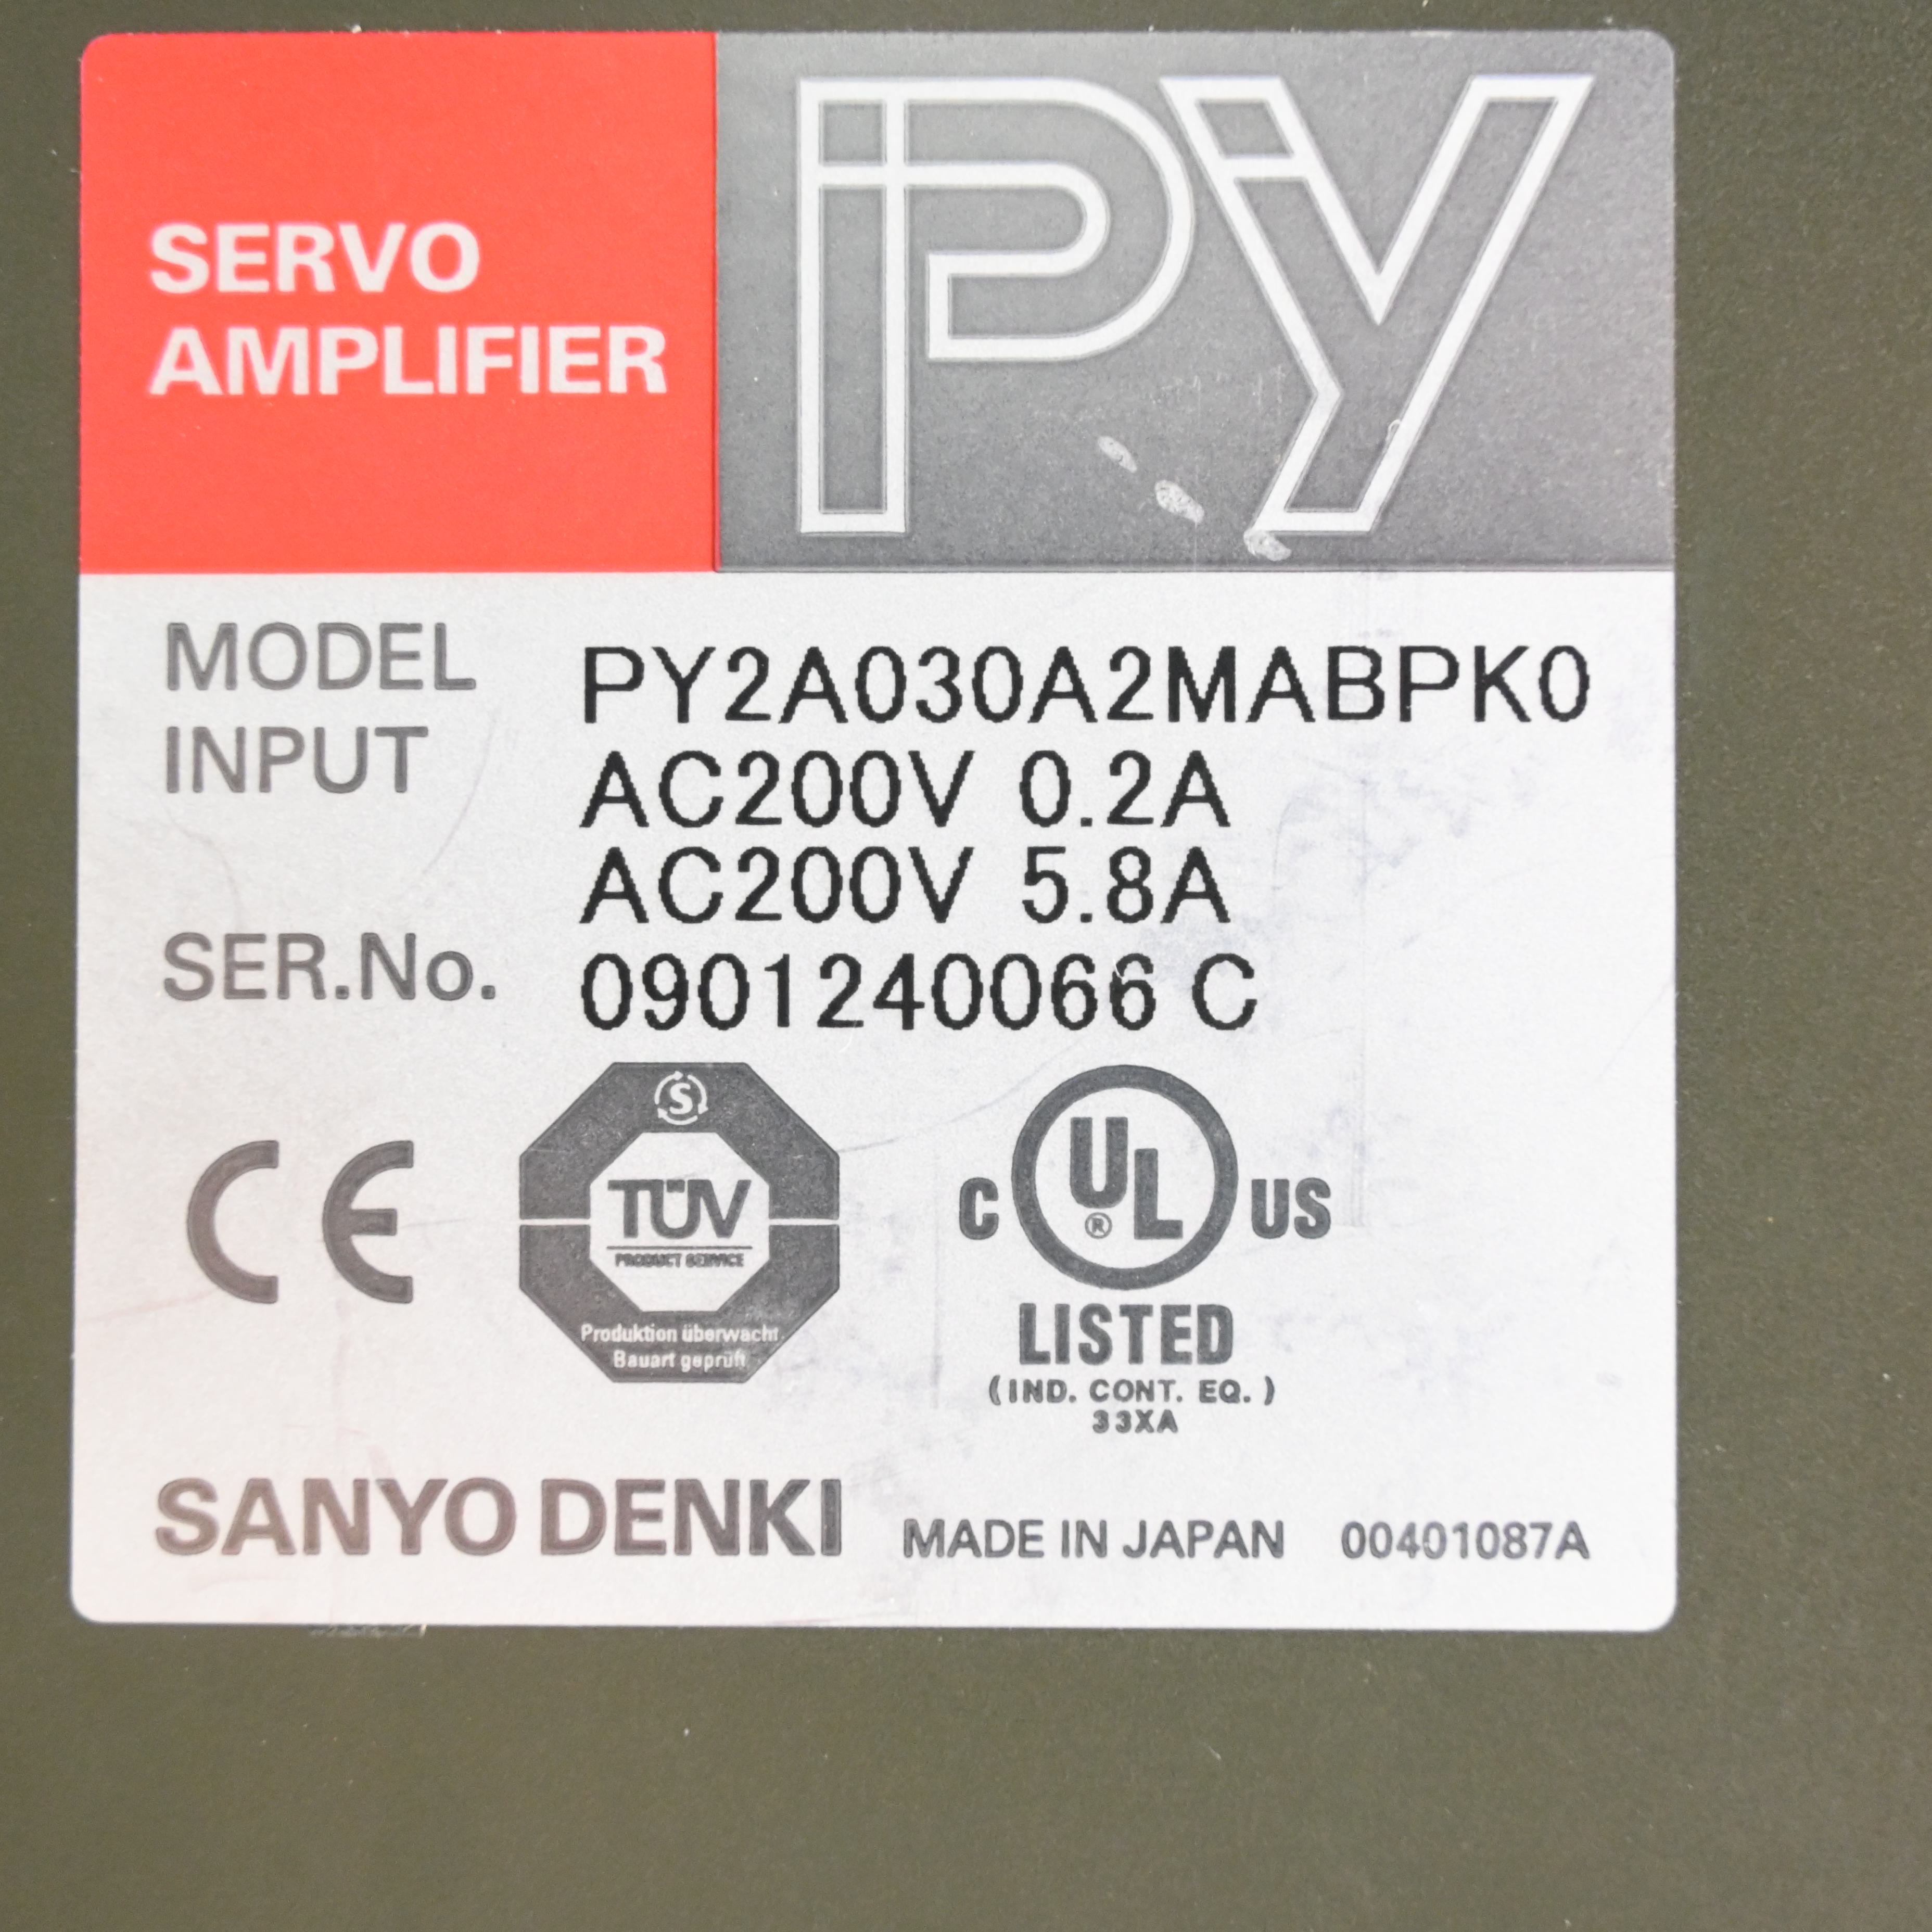 SERVO
AMPLIFIER
PY
MODEL PY2A030A2MABPK0
INPUT AC200V 0.2A
AC200V 5.8A
SER.No. 0901240066 C
CE
S
TÜV
PRODUCT SERVICE
Produktion überwacht
Bauart geprüft
C UL® US
LISTED
(IND. CONT. EQ.)
33XA
SANYO DENKI MADE IN JAPAN 00401087A